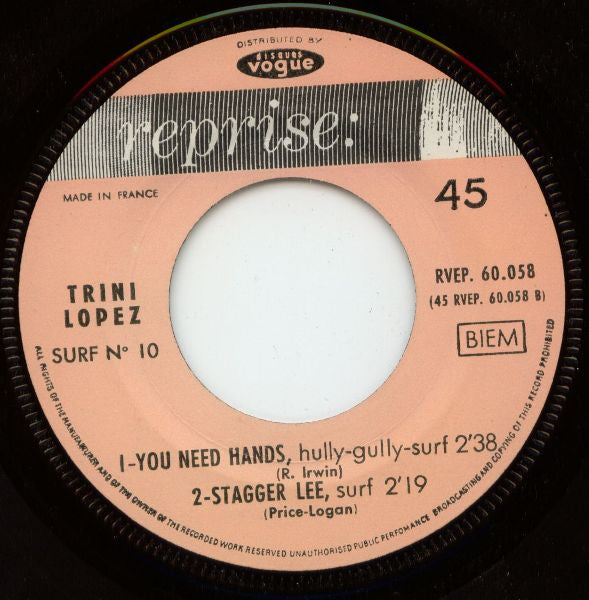 DISTRIBUTED BY
disques
vogue
reprise:
MADE IN FRANCE
45
TRINI
LOPEZ
SURF N° 10
RVEP. 60.058
(45 RVEP. 60.058 B)
BIEM
1-YOU NEED HANDS, hully-gully-surf 2'38
(R. Irwin)
2-STAGGER LEE, surf 2'19
(Price-Logan)
ALL RIGHTS OF THE MANUFACTURER AND OF THE OWNER OF THE RECORDED WORK RESERVED UNAUTHORISED PUBLIC PERFOMANCE BROADCASTING AND COPYING OF THIS RECORD PROHIBITED